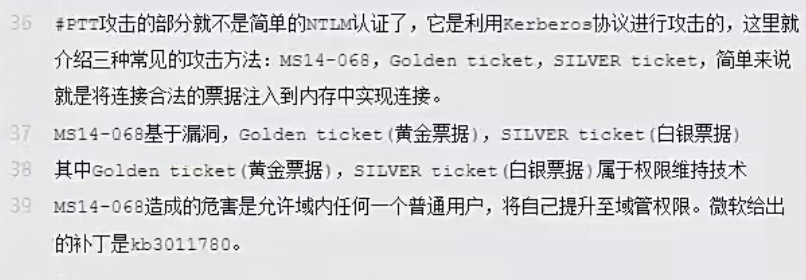 36 #PTT攻击的部分就不是简单的NTLM认证了，它是利用Kerberos协议进行攻击的，这里就
介绍三种常见的攻击方法：MS14-068，Golden ticket，SILVER ticket，简单来说
就是将连接合法的票据注入到内存中实现连接。
37 MS14-068基于漏洞，Golden ticket(黄金票据)，SILVER ticket(白银票据)
38 其中Golden ticket(黄金票据)，SILVER ticket(白银票据)属于权限维持技术
39 MS14-068造成的危害是允许域内任何一个普通用户，将自己提升至域管权限。微软给出
的补丁是kb3011780。